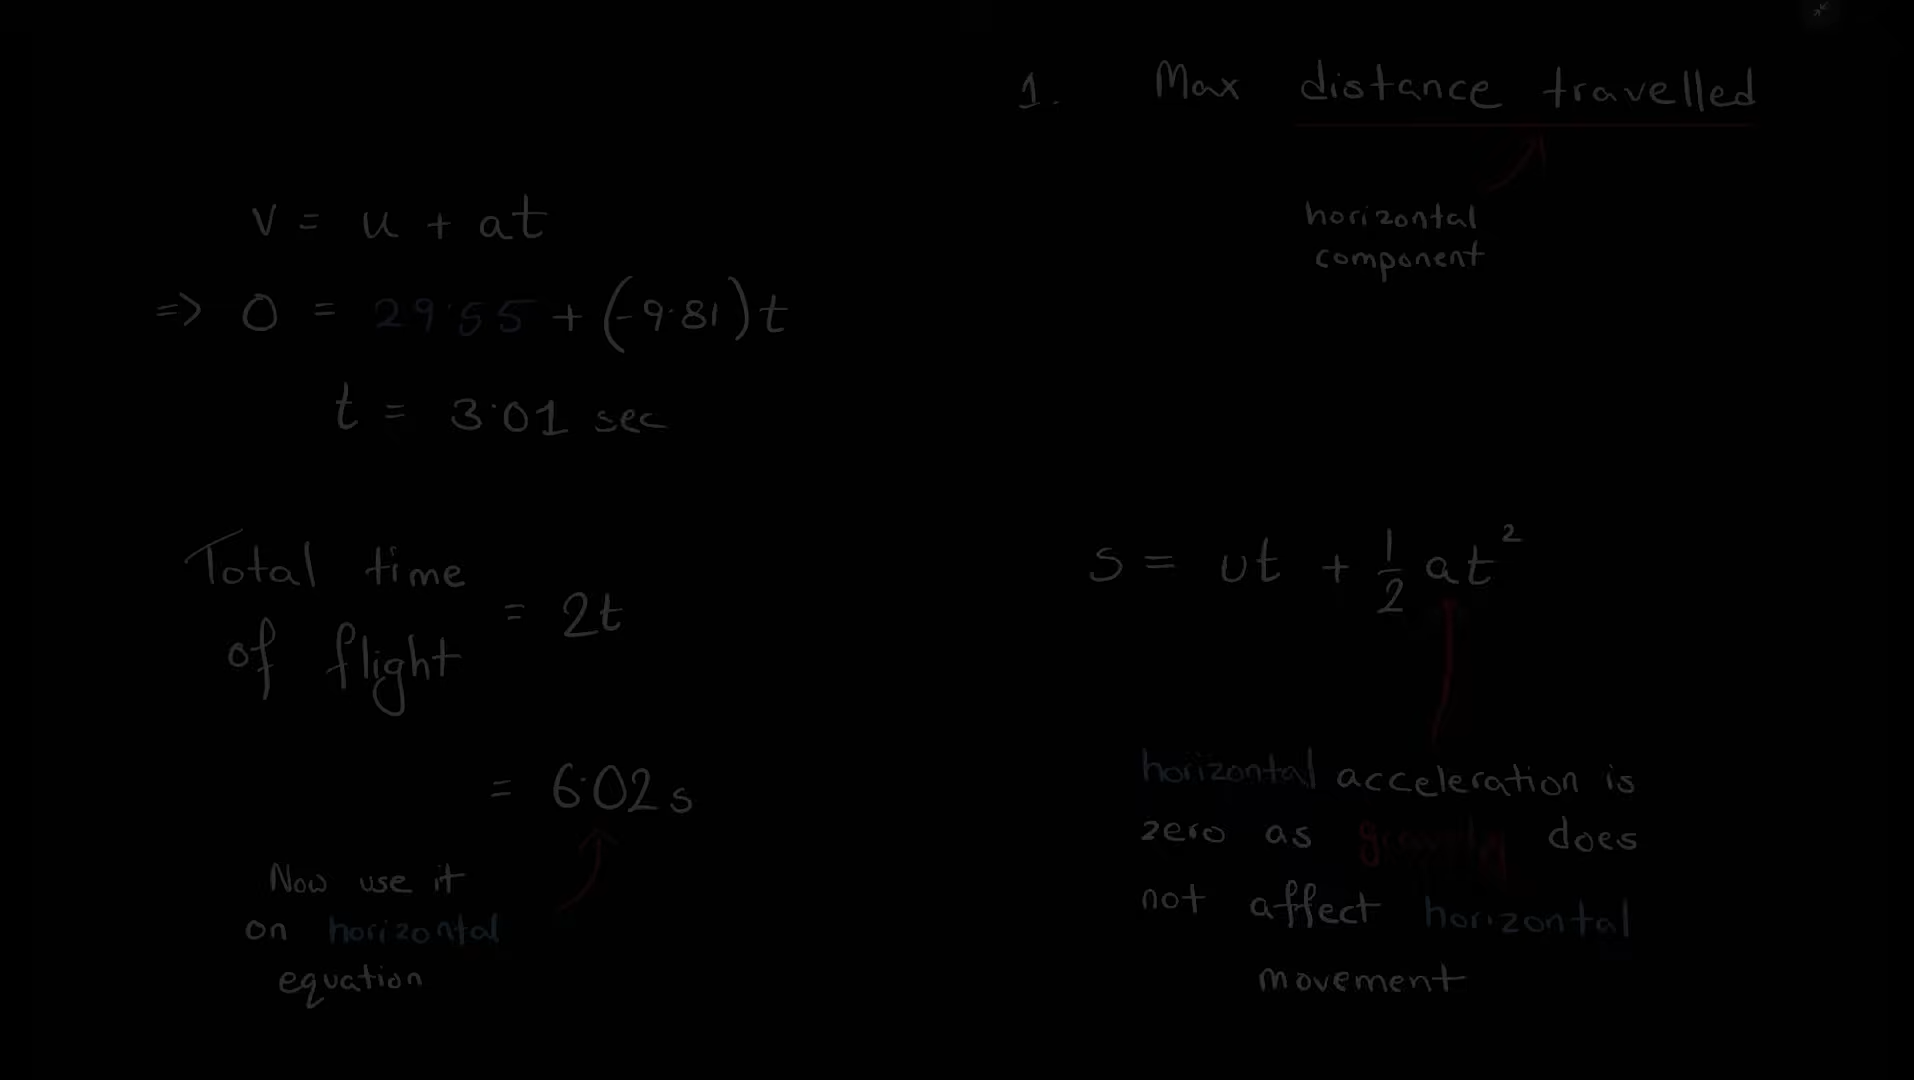 1. Max distance travelled
horizontal
component
v = u + at
=> 0 = 29.55 + (-9.81)t
t = 3.01 sec
Total time
of flight
= 2t
= 6.02s
Now use it
on horizontal
equation
s = ut + 1/2 at²
horizontal acceleration is
zero as gravity does
not affect horizontal
movement